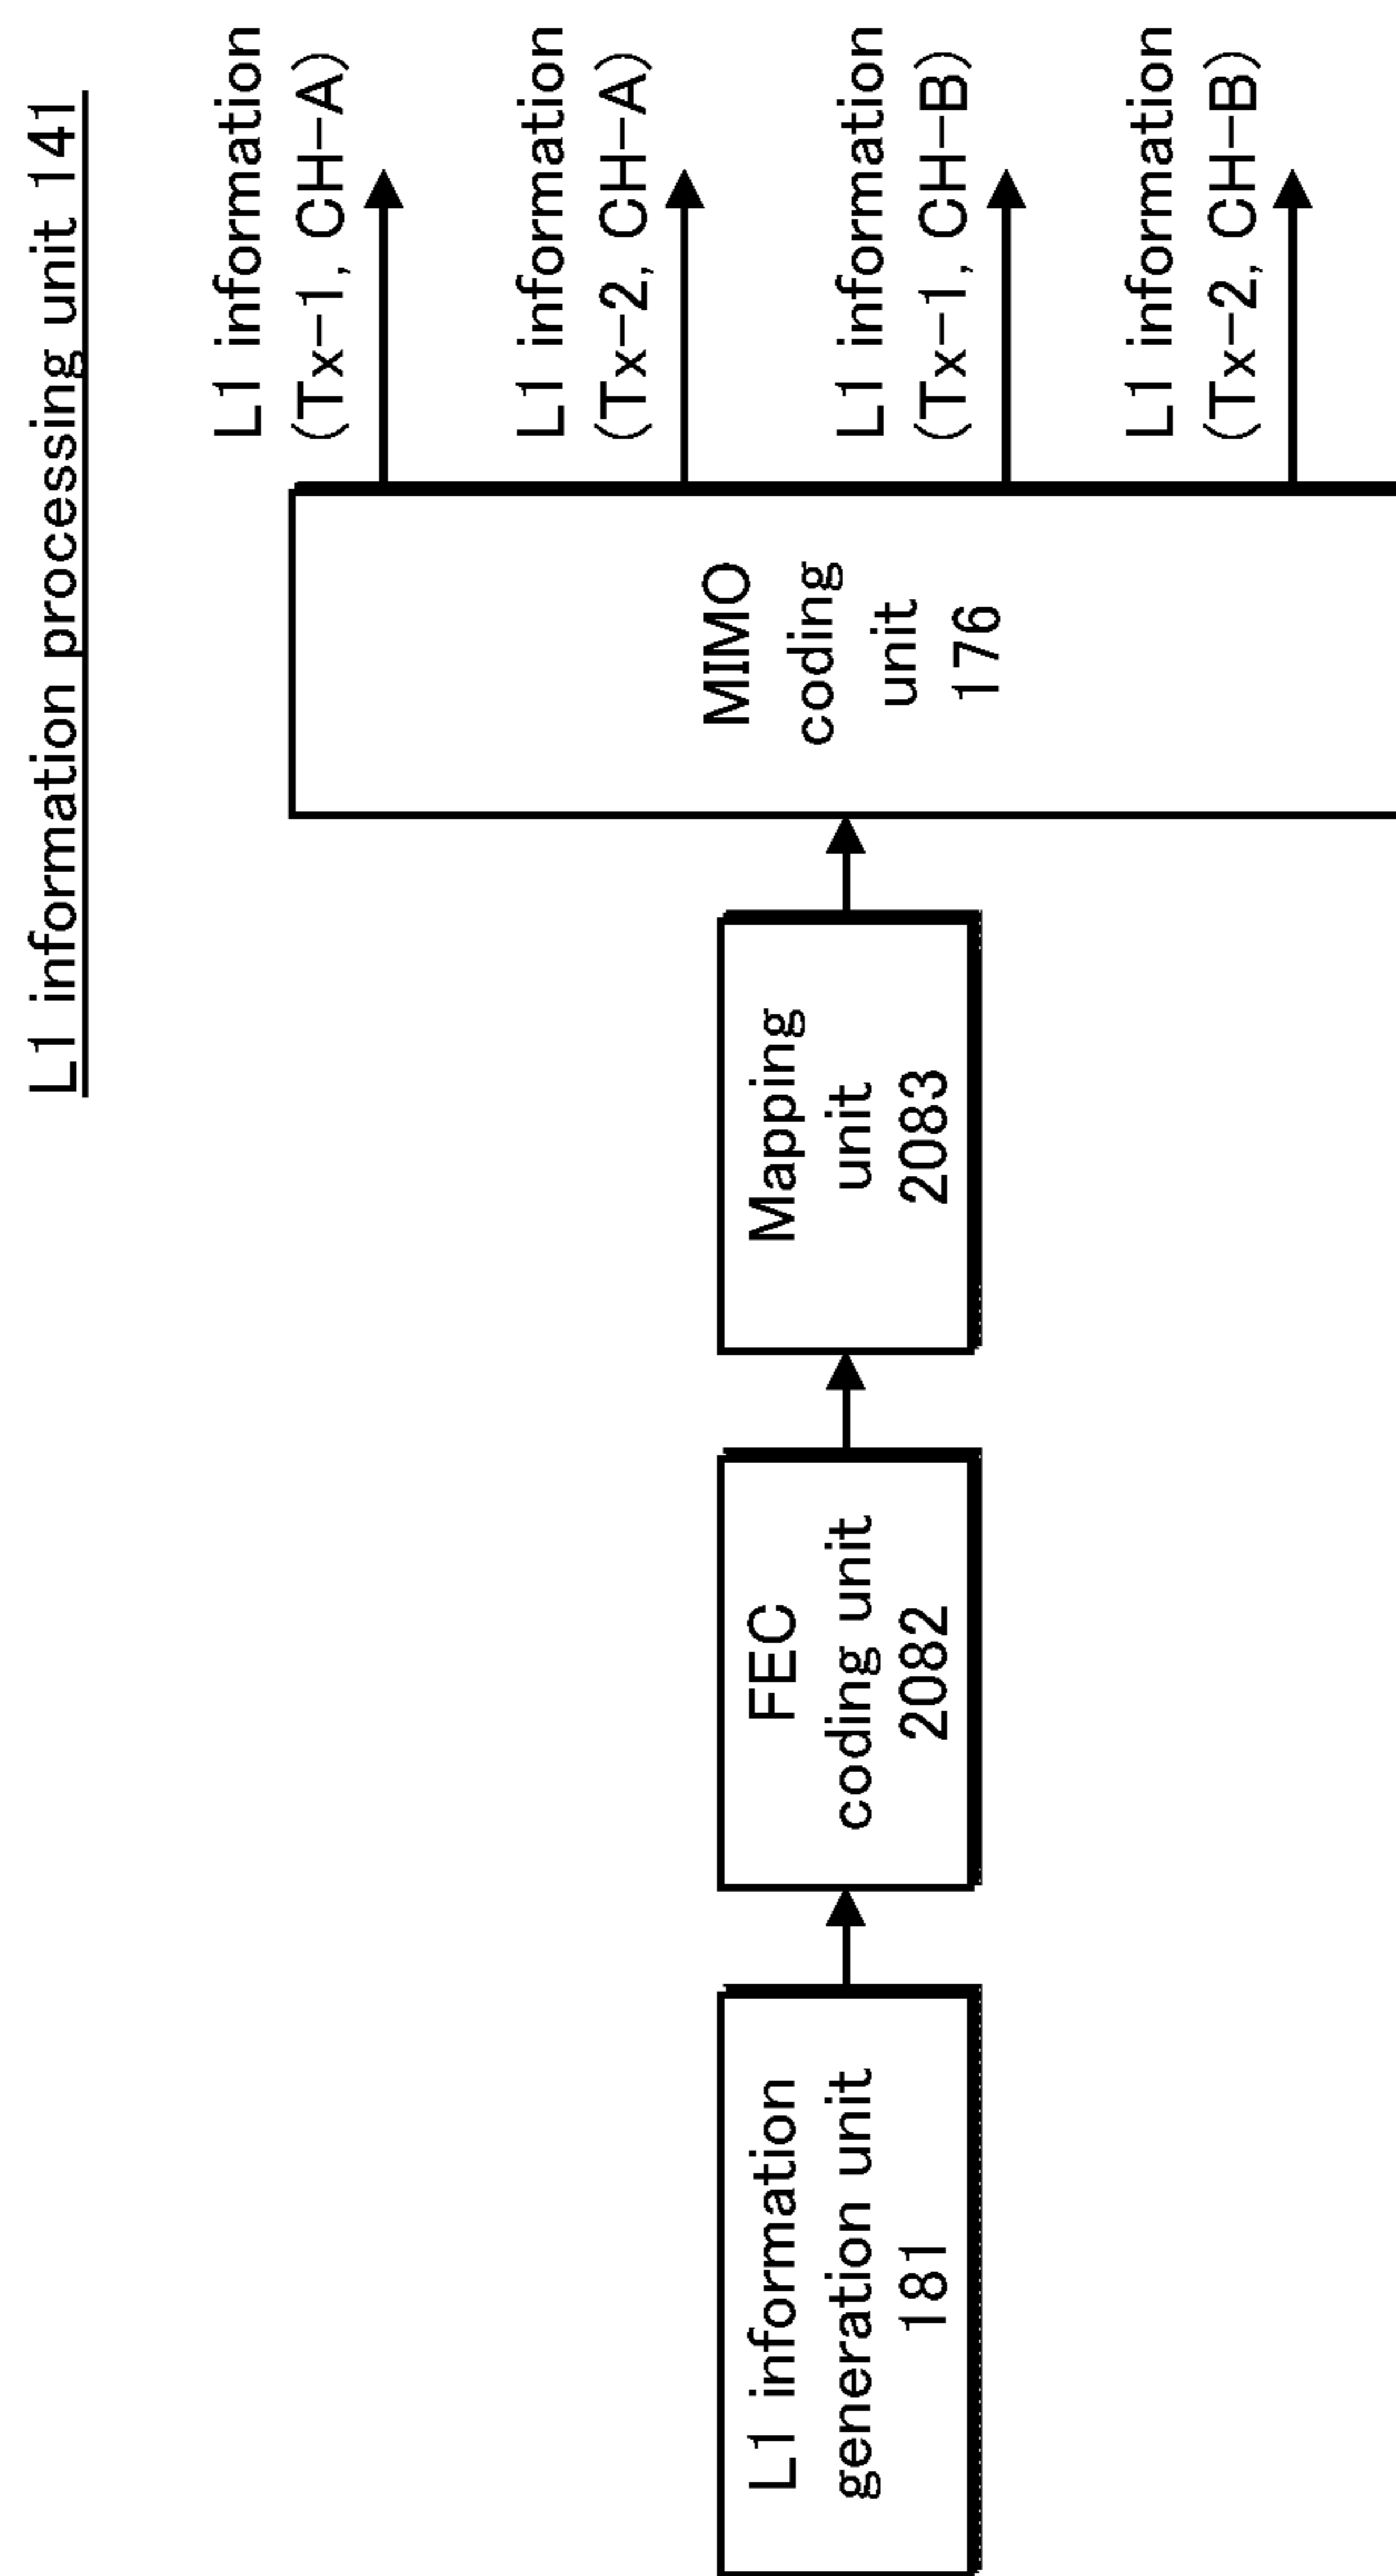 L1 information processing unit 141
L1 information
generation unit
181
FEC
coding unit
2082
Mapping
unit
2083
MIMO
coding
unit
176
L1 information
(Tx-1, CH-A)
L1 information
(Tx-2, CH-A)
L1 information
(Tx-1, CH-B)
L1 information
(Tx-2, CH-B)